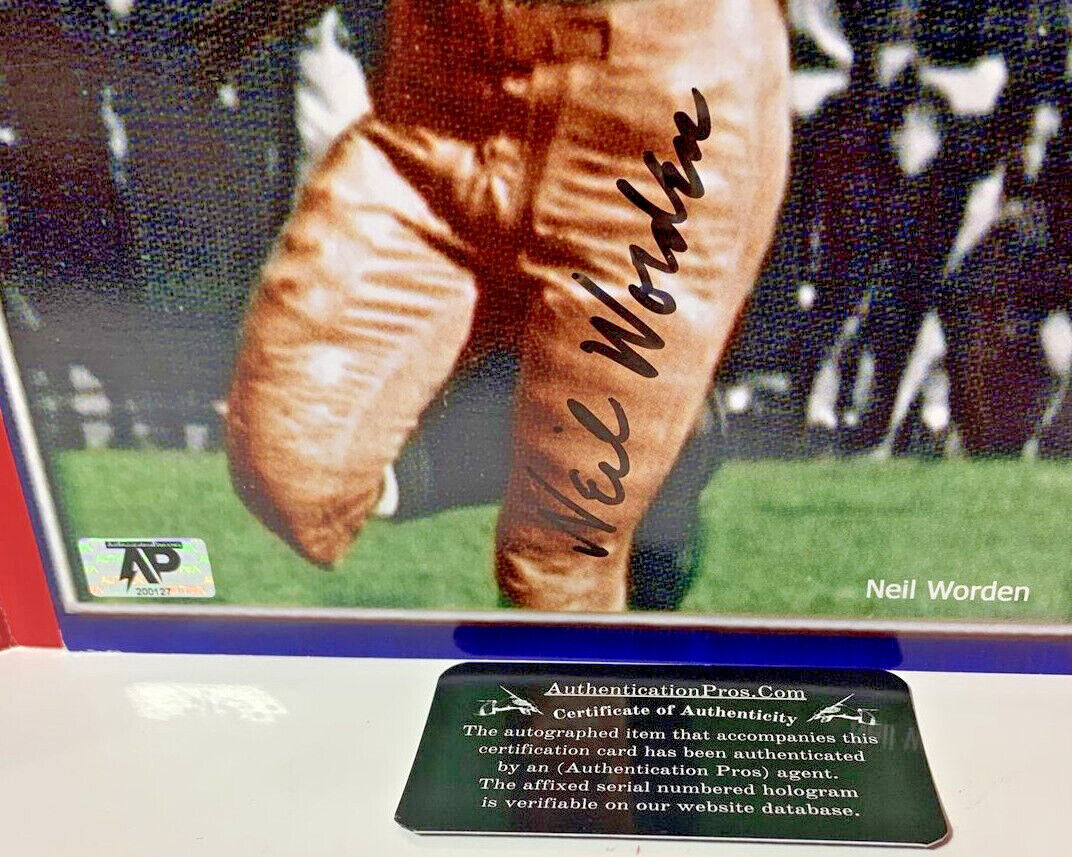 Neil Worden
AP
200127
Neil Worden
AuthenticationPros.Com
Certificate of Authenticity
The autographed item that accompanies this
certification card has been authenticated
by an (Authentication Pros) agent.
The affixed serial numbered hologram
is verifiable on our website database.